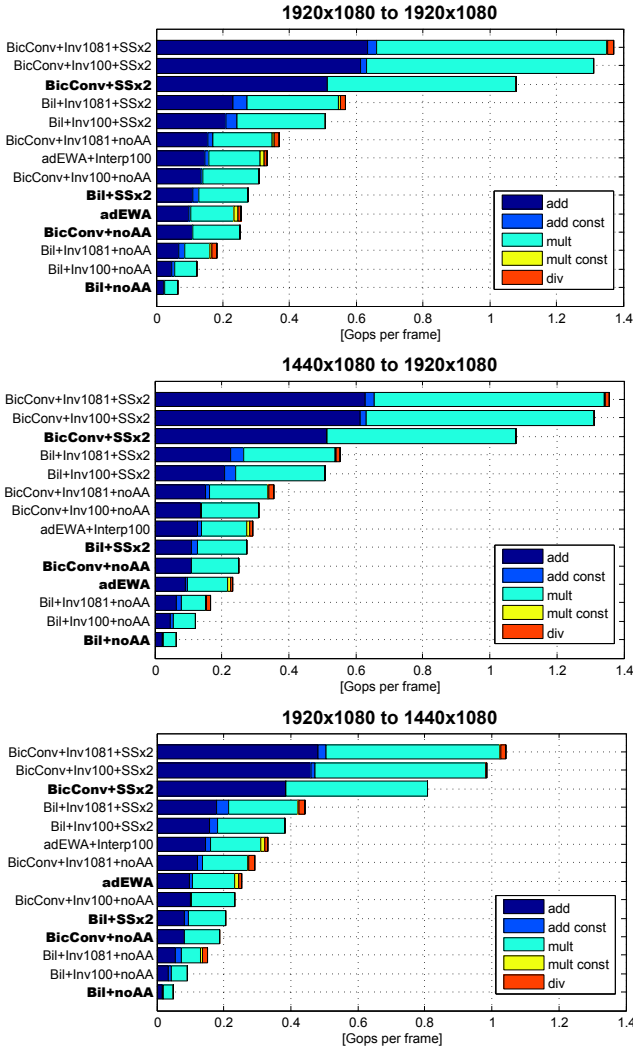 1920x1080 to 1920x1080
BicConv+Inv1081+SSx2
BicConv+Inv100+SSx2
BicConv+SSx2
Bil+Inv1081+SSx2
Bil+Inv100+SSx2
BicConv+Inv1081+noAA
adEWA+Interp100
BicConv+Inv100+noAA
Bil+SSx2
adEWA
BicConv+noAA
Bil+Inv1081+noAA
Bil+Inv100+noAA
Bil+noAA
add
add const
mult
mult const
div
0 0.2 0.4 0.6 0.8 1 1.2 1.4
[Gops per frame]
1440x1080 to 1920x1080
BicConv+Inv1081+SSx2
BicConv+Inv100+SSx2
BicConv+SSx2
Bil+Inv1081+SSx2
Bil+Inv100+SSx2
BicConv+Inv1081+noAA
BicConv+Inv100+noAA
adEWA+Interp100
Bil+SSx2
BicConv+noAA
adEWA
Bil+Inv1081+noAA
Bil+Inv100+noAA
Bil+noAA
add
add const
mult
mult const
div
0 0.2 0.4 0.6 0.8 1 1.2 1.4
[Gops per frame]
1920x1080 to 1440x1080
BicConv+Inv1081+SSx2
BicConv+Inv100+SSx2
BicConv+SSx2
Bil+Inv1081+SSx2
Bil+Inv100+SSx2
adEWA+Interp100
BicConv+Inv1081+noAA
adEWA
BicConv+Inv100+noAA
Bil+SSx2
BicConv+noAA
Bil+Inv1081+noAA
Bil+Inv100+noAA
Bil+noAA
add
add const
mult
mult const
div
0 0.2 0.4 0.6 0.8 1 1.2 1.4
[Gops per frame]